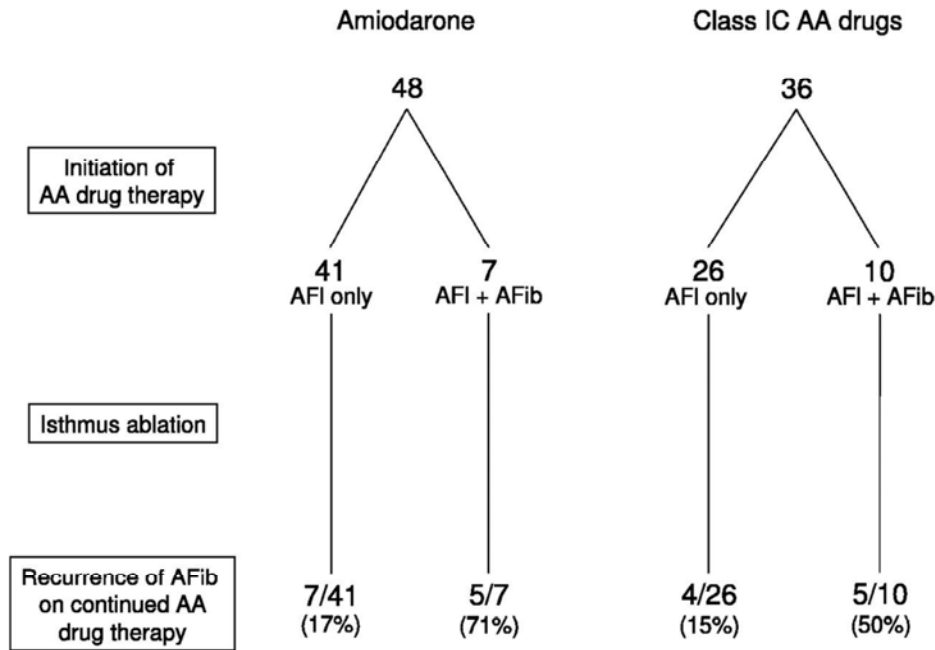 Amiodarone
Class IC AA drugs
48
36
Initiation of
AA drug therapy
41
7
26
10
AFl only
AFl + AFib
AFl only
AFl + AFib
Isthmus ablation
Recurrence of AFib
on continued AA
drug therapy
7/41
5/7
4/26
5/10
(17%)
(71%)
(15%)
(50%)